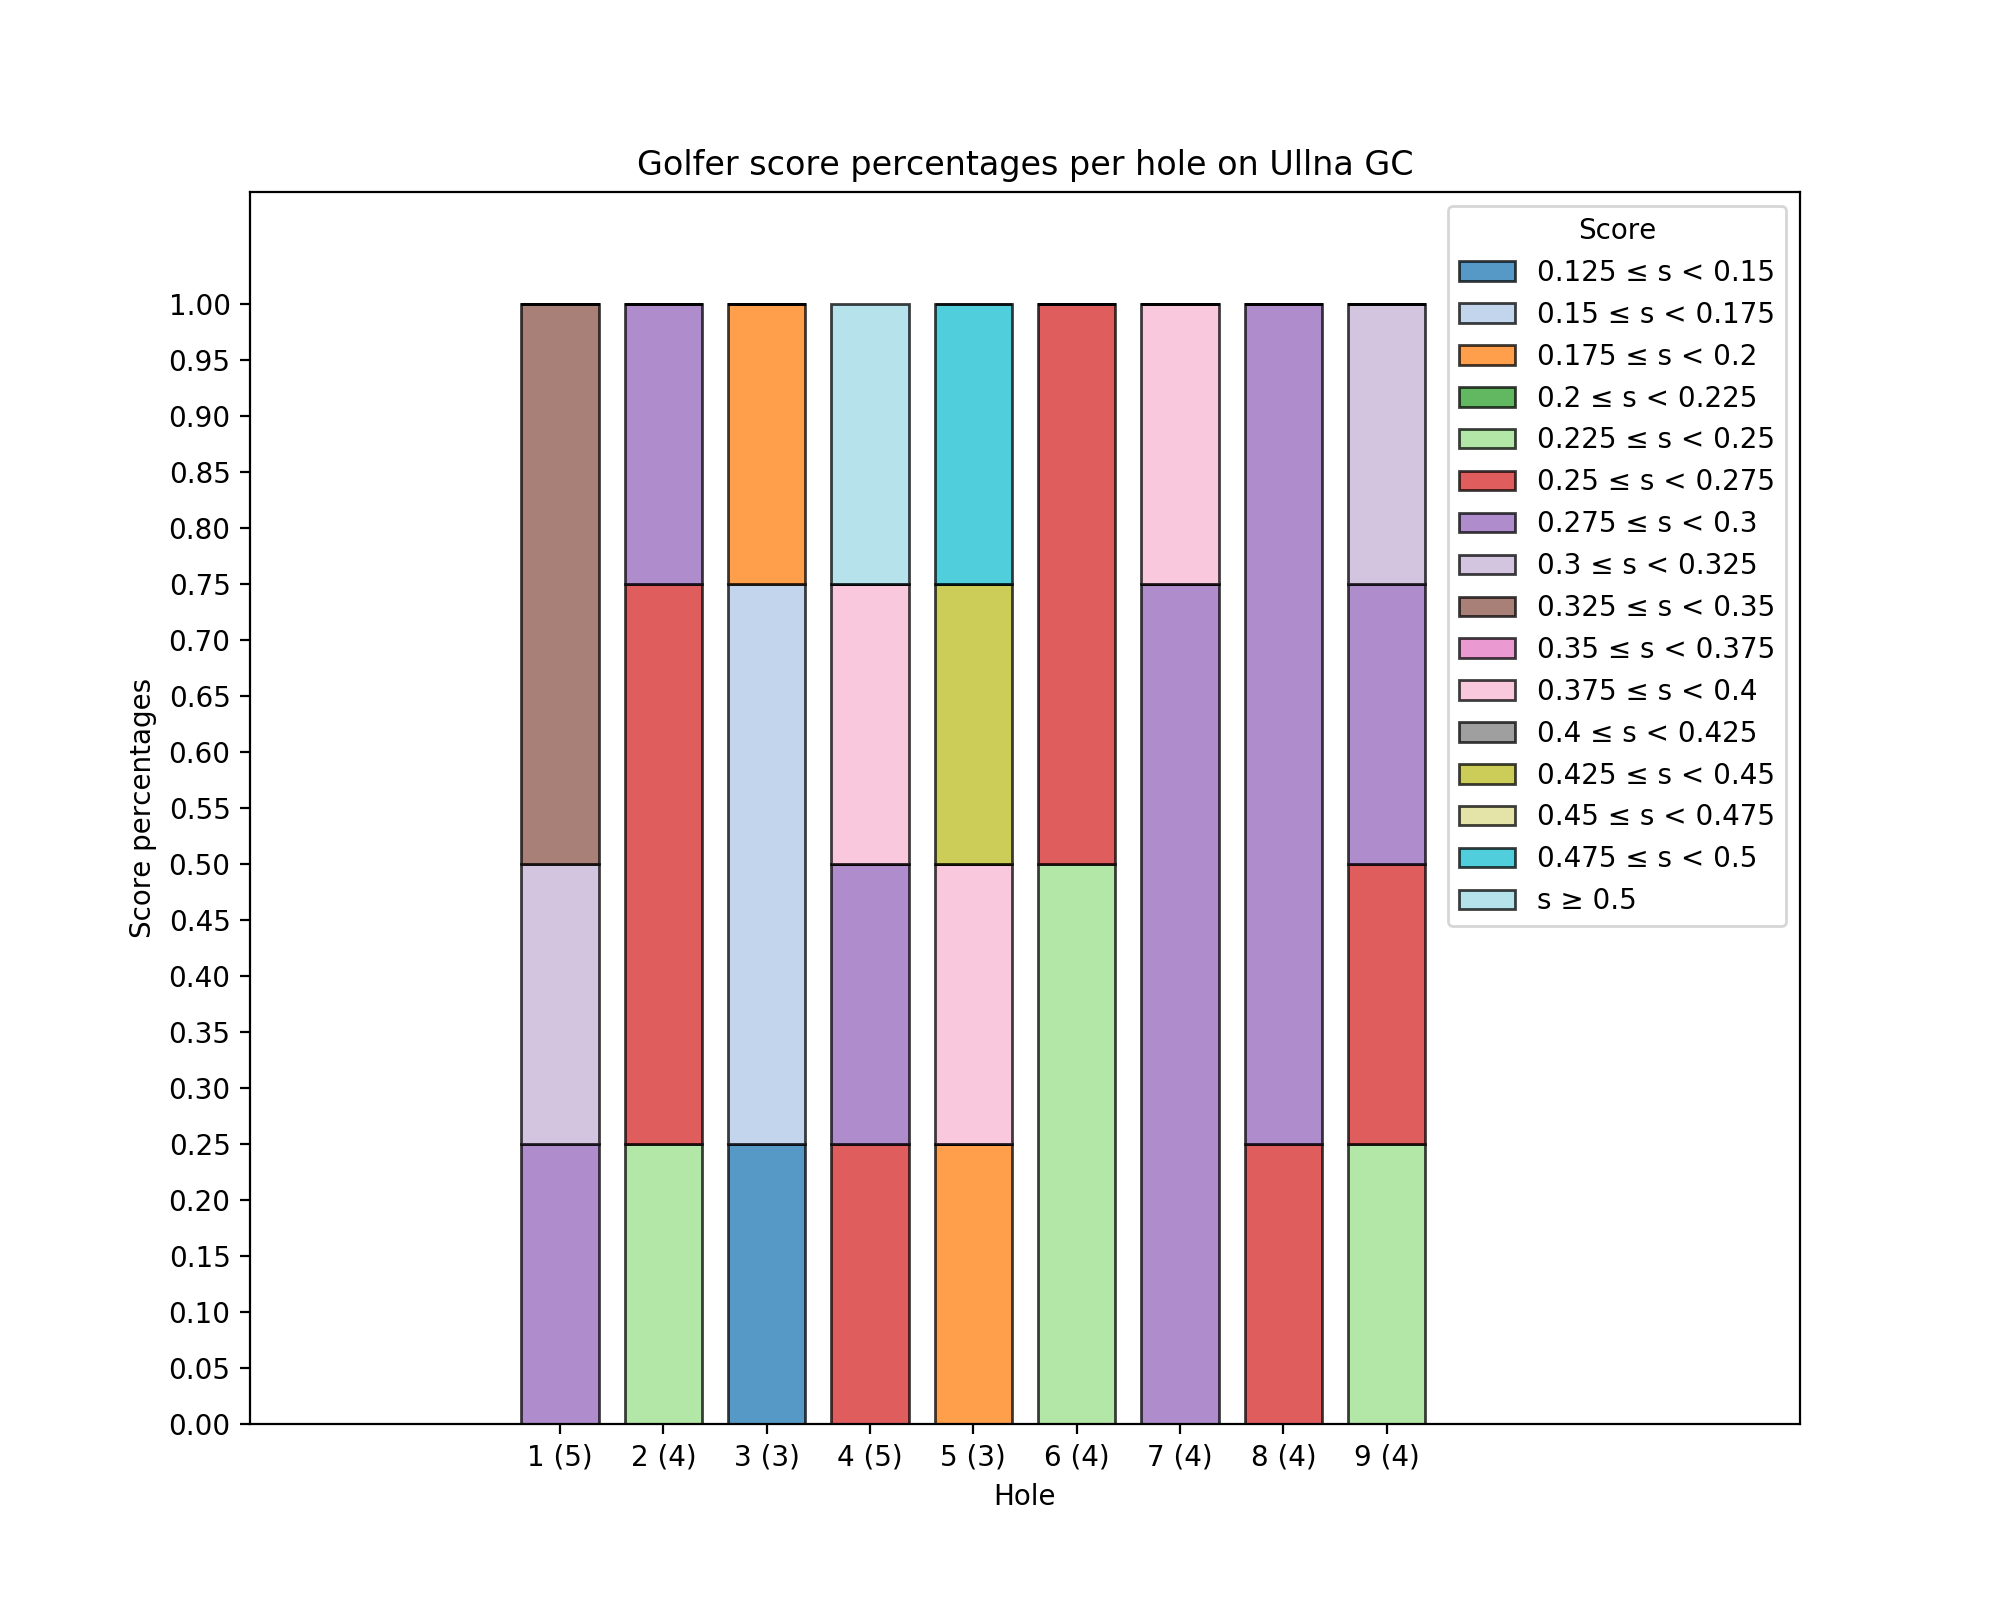 Golfer score percentages per hole on Ullna GC
Score
0.125 ≤ s < 0.15
0.15 ≤ s < 0.175
0.175 ≤ s < 0.2
0.2 ≤ s < 0.225
0.225 ≤ s < 0.25
0.25 ≤ s < 0.275
0.275 ≤ s < 0.3
0.3 ≤ s < 0.325
0.325 ≤ s < 0.35
0.35 ≤ s < 0.375
0.375 ≤ s < 0.4
0.4 ≤ s < 0.425
0.425 ≤ s < 0.45
0.45 ≤ s < 0.475
0.475 ≤ s < 0.5
s ≥ 0.5
Score percentages
1.00
0.95
0.90
0.85
0.80
0.75
0.70
0.65
0.60
0.55
0.50
0.45
0.40
0.35
0.30
0.25
0.20
0.15
0.10
0.05
0.00
1 (5) 2 (4) 3 (3) 4 (5) 5 (3) 6 (4) 7 (4) 8 (4) 9 (4)
Hole